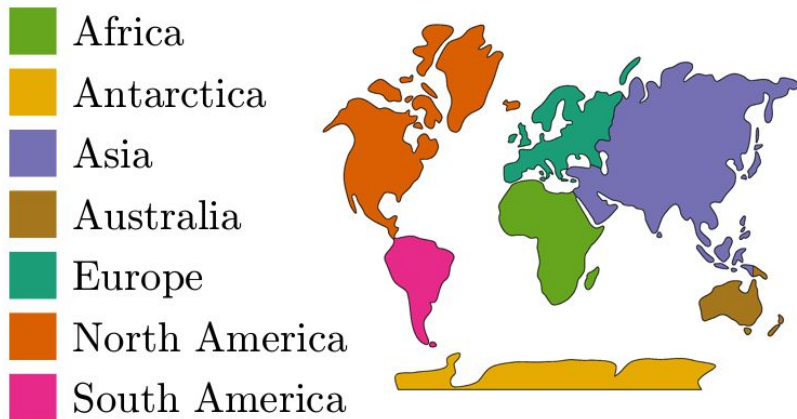 Africa
Antarctica
Asia
Australia
Europe
North America
South America